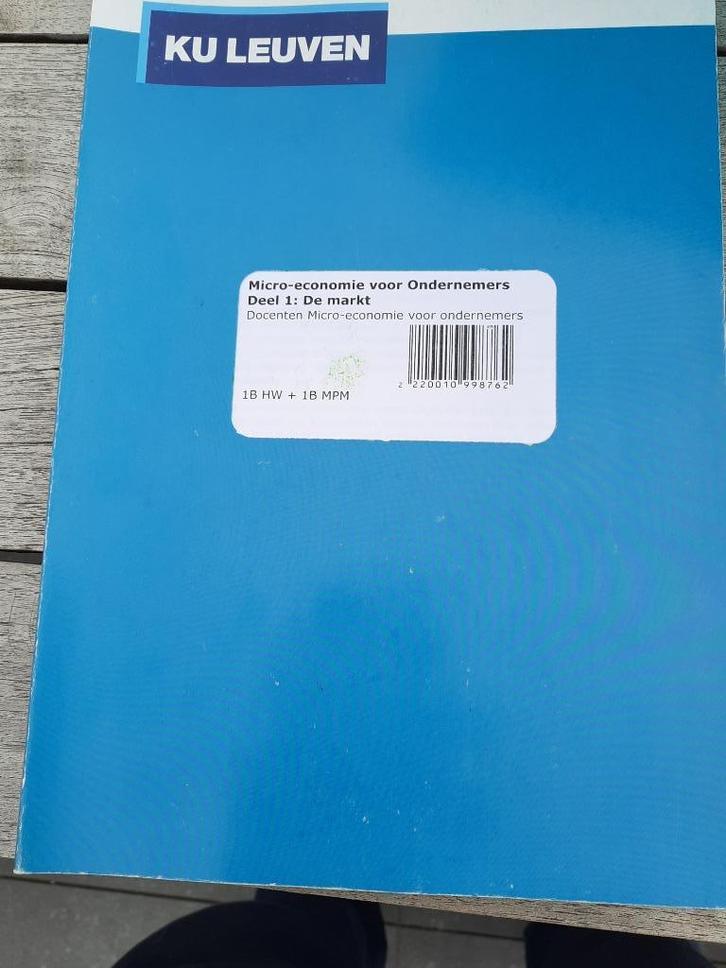 KU LEUVEN
Micro-economie voor Ondernemers
Deel 1: De markt
Docenten Micro-economie voor ondernemers
2 220010 998762
1B HW + 1B MPM